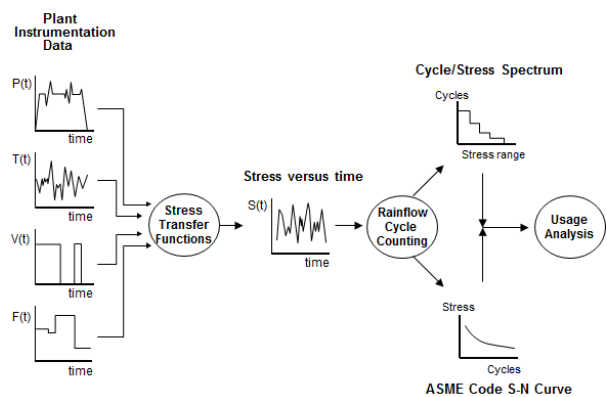 Plant
Instrumentation
Data
P(t)
time
T(t)
time
V(t)
time
F(t)
time
Stress
Transfer
Functions
Stress versus time
S(t)
time
Rainflow
Cycle
Counting
Cycle/Stress Spectrum
Cycles
Stress range
Usage
Analysis
Stress
Cycles
ASME Code S-N Curve